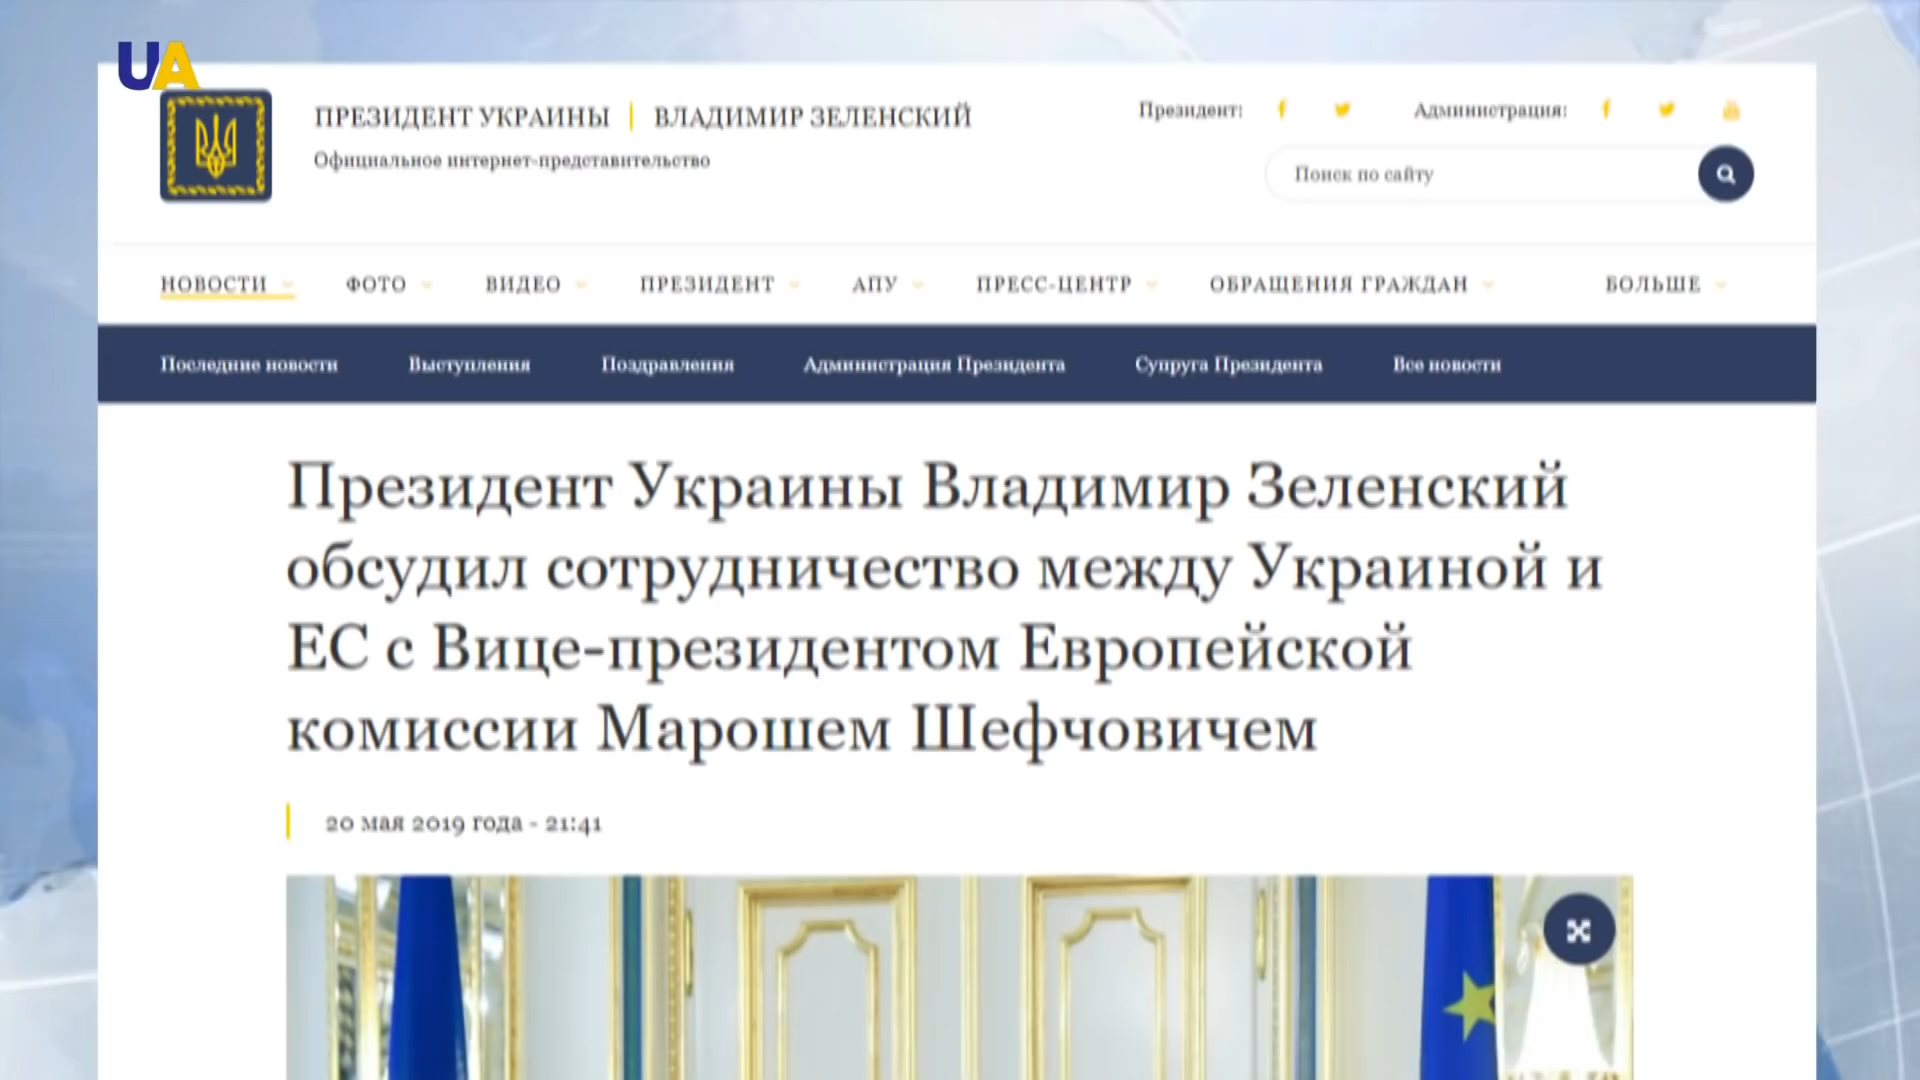 UA
ПРЕЗИДЕНТ УКРАИНЫ | ВЛАДИМИР ЗЕЛЕНСКИЙ
Официальное интернет-представительство
Президент:
Администрация:
Поиск по сайту
НОВОСТИ ФОТО ВИДЕО ПРЕЗИДЕНТ АПУ ПРЕСС-ЦЕНТР ОБРАЩЕНИЯ ГРАЖДАН БОЛЬШЕ
Последние новости Выступления Поздравления Администрация Президента Супруга Президента Все новости
Президент Украины Владимир Зеленский
обсудил сотрудничество между Украиной и
ЕС с Вице-президентом Европейской
комиссии Марошем Шефчовичем
20 мая 2019 года - 21:41